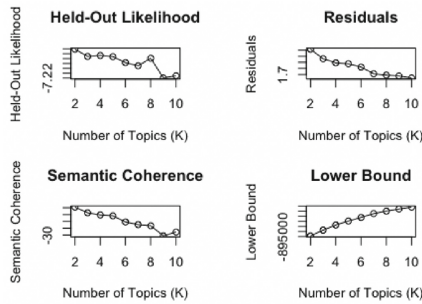 Held-Out Likelihood
Held-Out Likelihood
-7.22
2 4 6 8 10
Number of Topics (K)
Residuals
Residuals
1.7
2 4 6 8 10
Number of Topics (K)
Semantic Coherence
Semantic Coherence
-30
2 4 6 8 10
Number of Topics (K)
Lower Bound
Lower Bound
-895000
2 4 6 8 10
Number of Topics (K)